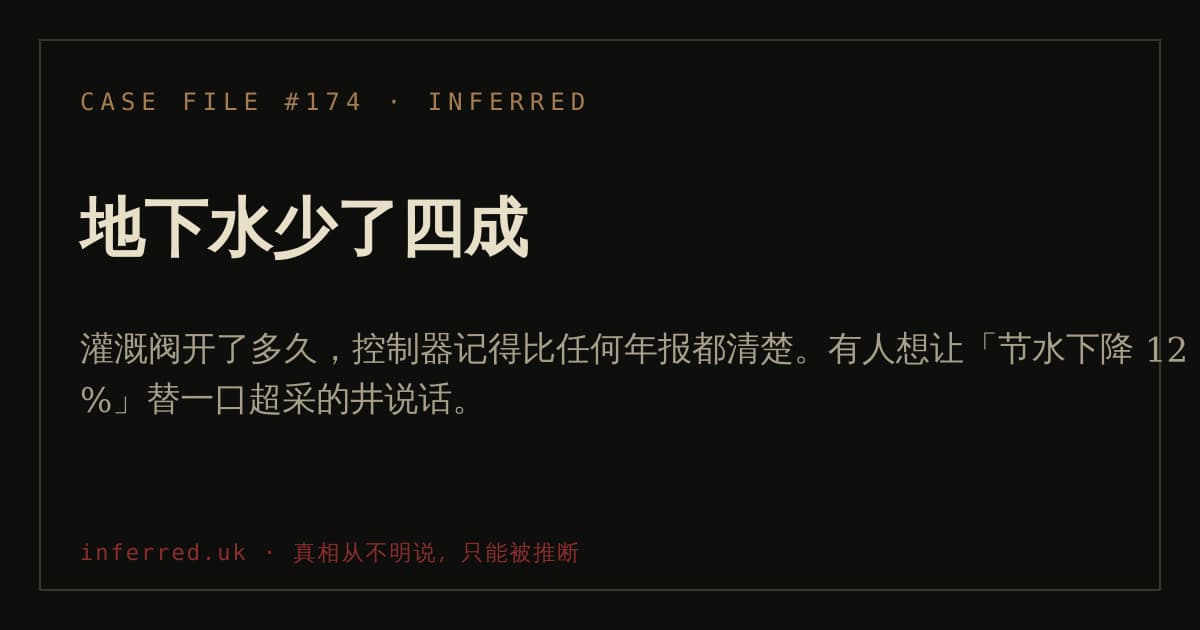 CASE FILE #174 · INFERRED
地下水少了四成
灌溉阀开了多久，控制器记得比任何年报都清楚。有人想让「节水下降 12
%」替一口超采的井说话。
inferred.uk · 真相从不明说，只能被推断